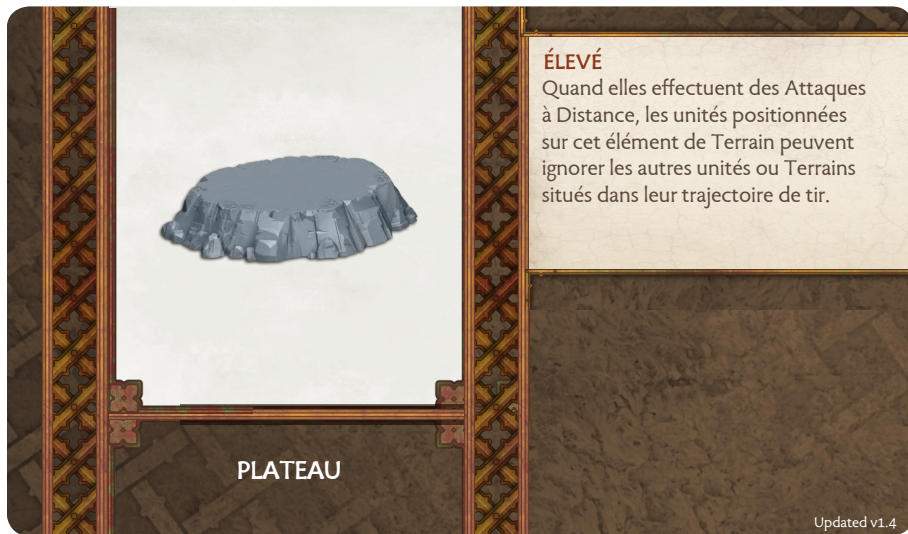 ÉLEVÉ
Quand elles effectuent des Attaques
à Distance, les unités positionnées
sur cet élément de Terrain peuvent
ignorer les autres unités ou Terrains
situés dans leur trajectoire de tir.
PLATEAU
Updated v1.4